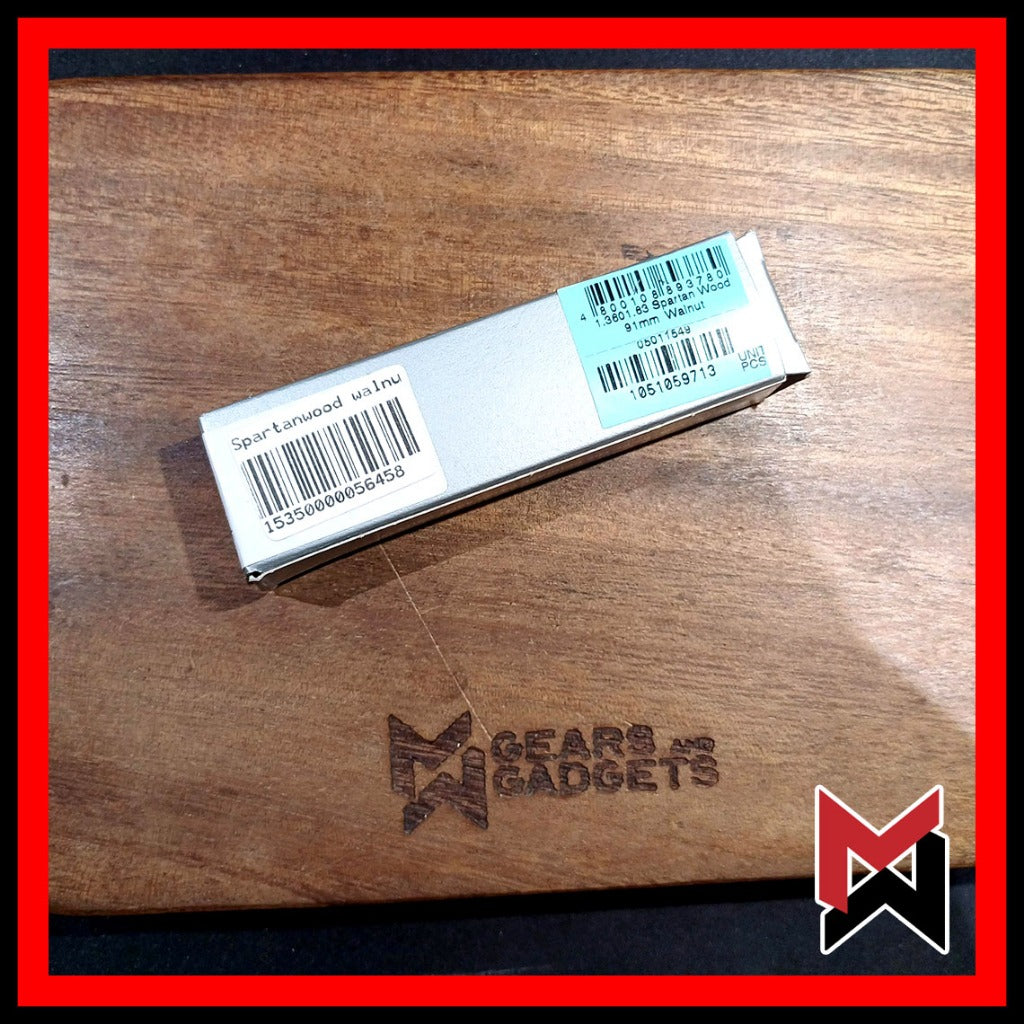 Spartanwood walnu
15350000056458
4 800108 893780
1.3601.63 Spartan Wood
91mm Walnut
05011549
1051059713
UNIT
PCS
GEARS AND
GADGETS